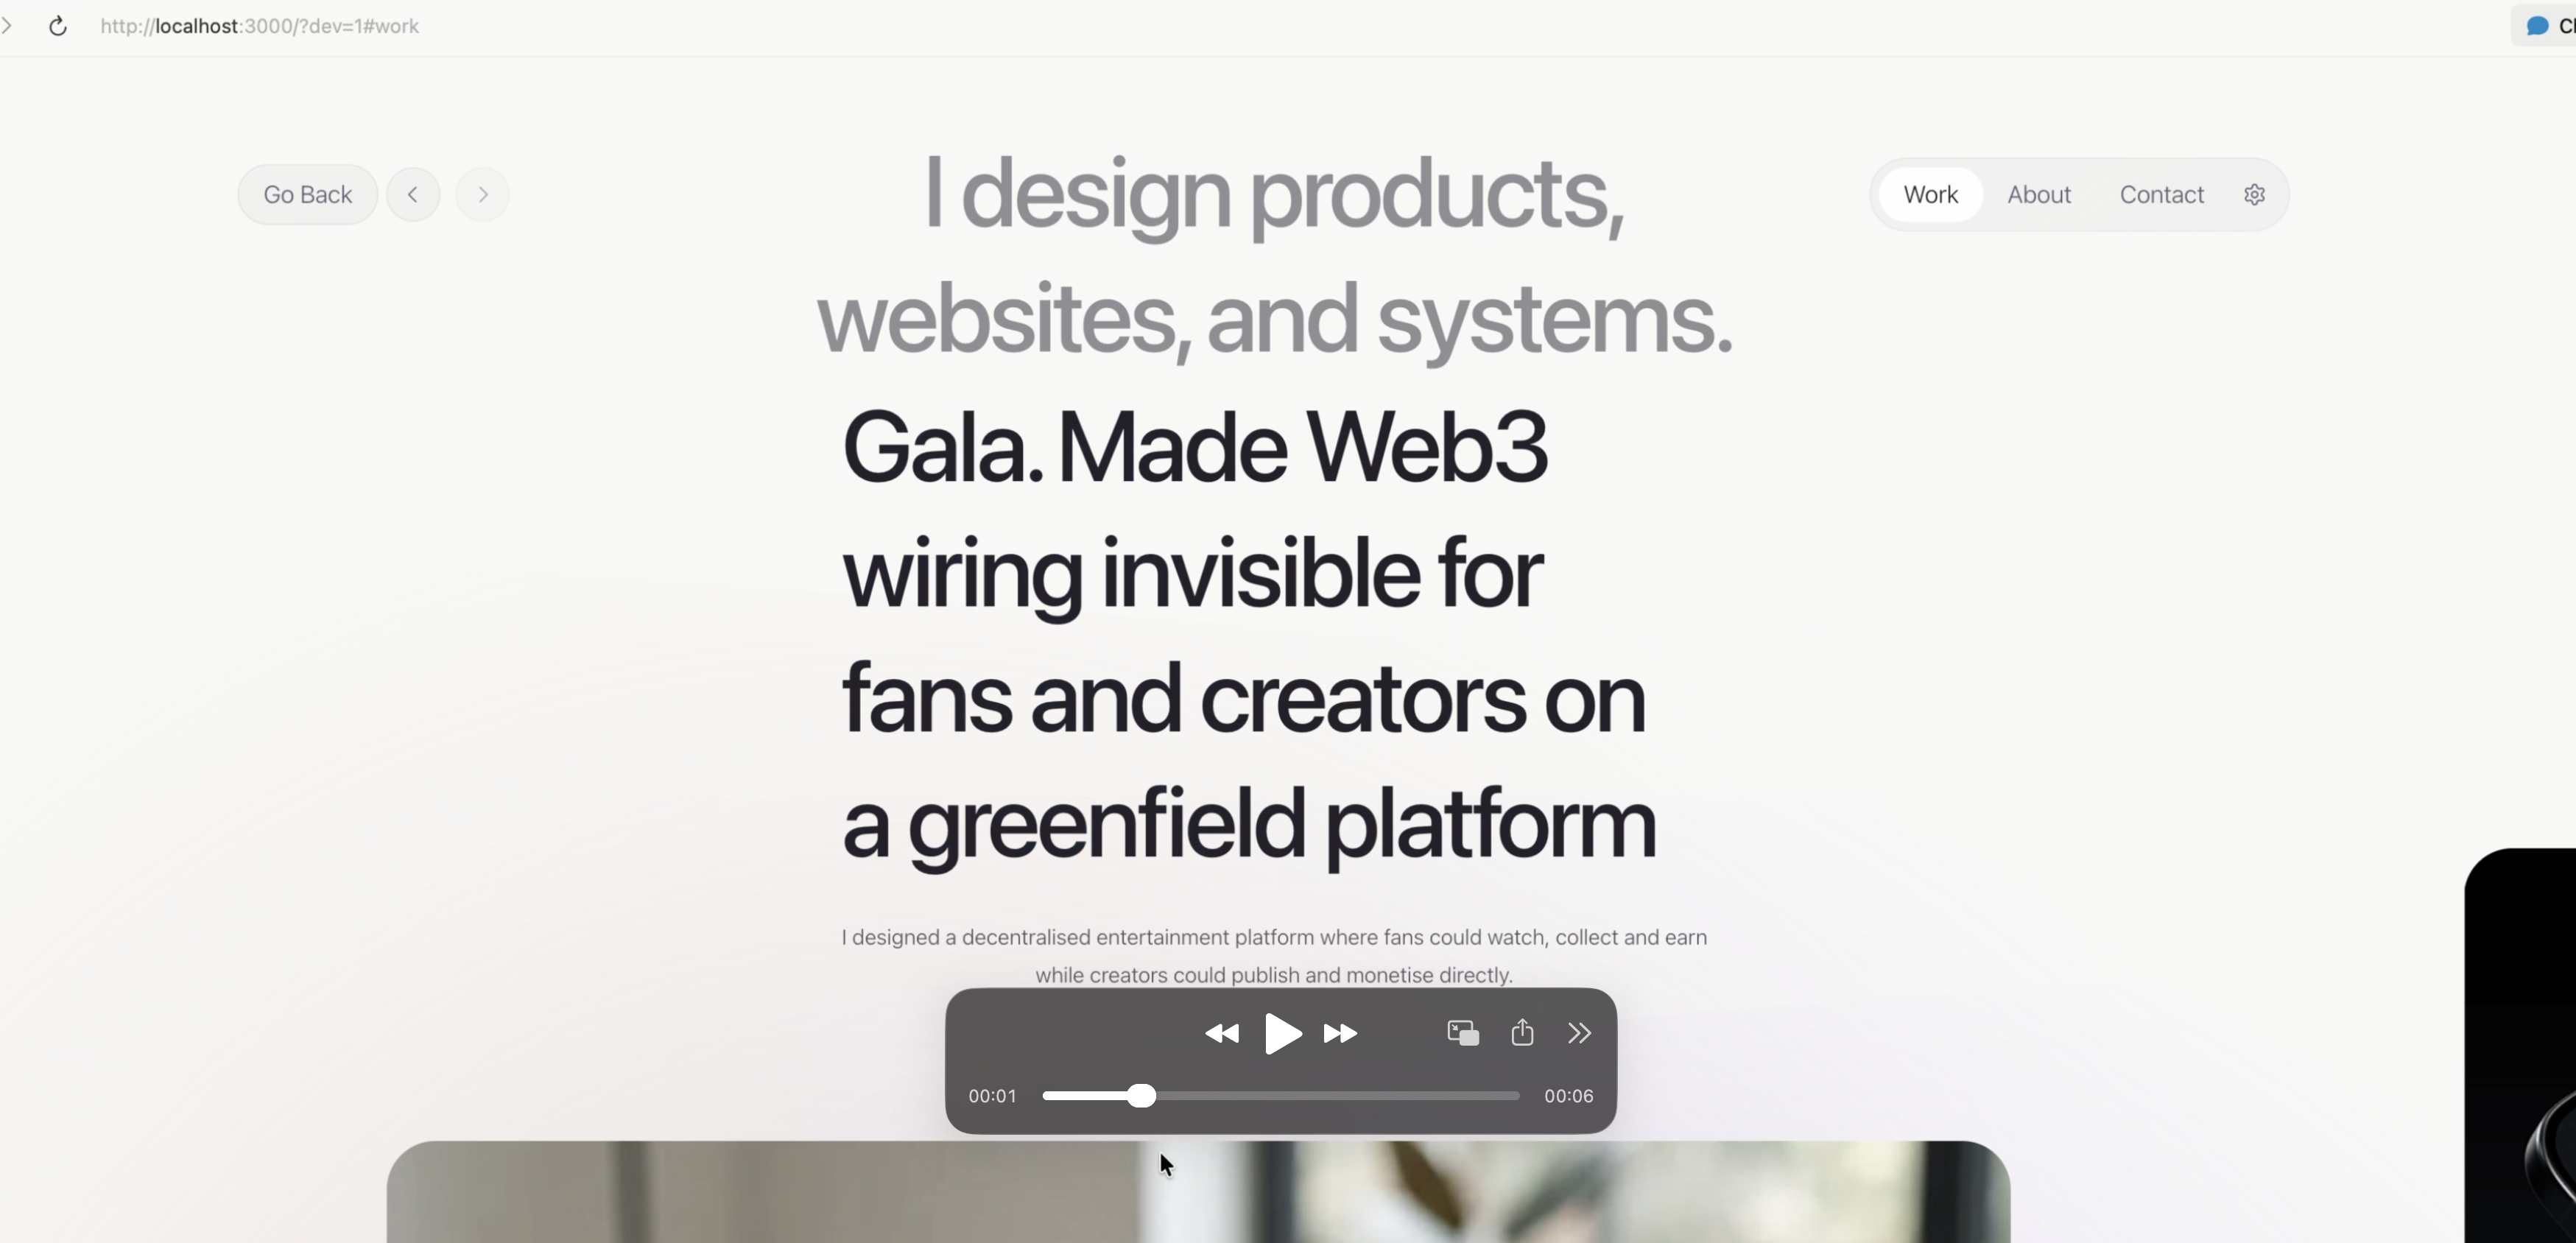 http://localhost:3000/?dev=1#work
Go Back
Work About Contact
I design products,
websites, and systems.
Gala. Made Web3
wiring invisible for
fans and creators on
a greenfield platform
I designed a decentralised entertainment platform where fans could watch, collect and earn
while creators could publish and monetise directly.
00:01
00:06